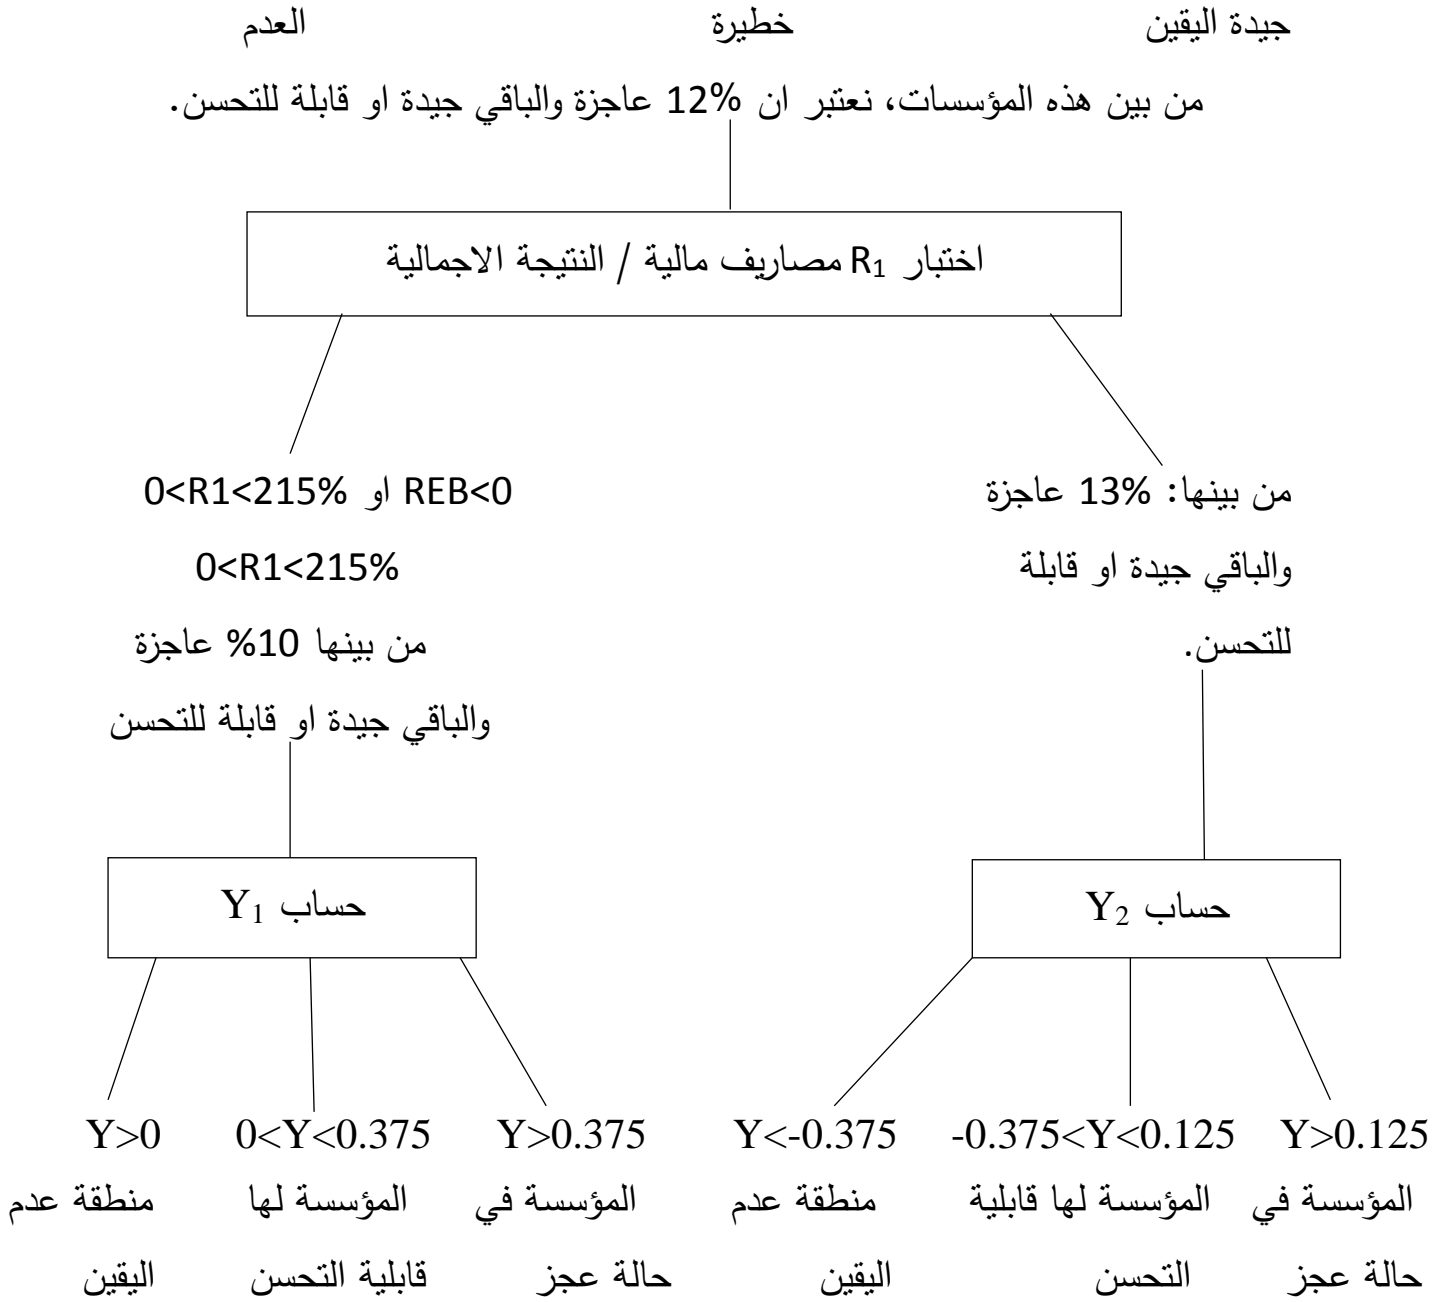 جيدة اليقين خطيرة العدم
من بين هذه المؤسسات، نعتبر ان 12% عاجزة والباقي جيدة او قابلة للتحسن.
اختبار R₁ مصاريف مالية / النتيجة الاجمالية
من بينها: 13% عاجزة
والباقي جيدة او قابلة
للتحسن.
REB<0 او 0<R1<215%
0<R1<215%
من بينها 10% عاجزة
والباقي جيدة او قابلة للتحسن
حساب Y₂
حساب Y₁
Y>0.125
المؤسسة في
حالة عجز
-0.375<Y<0.125
المؤسسة لها قابلية
التحسن
Y<-0.375
منطقة عدم
اليقين
Y>0.375
المؤسسة في
حالة عجز
0<Y<0.375
المؤسسة لها
قابلية التحسن
Y>0
منطقة عدم
اليقين